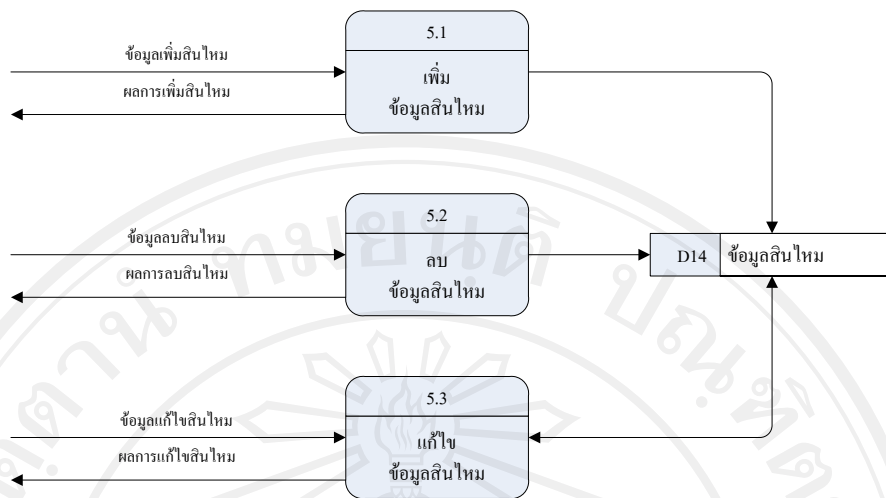 5.1
ข้อมูลเพิ่มสินไหม
เพิ่ม
ผลการเพิ่มสินไหม
ข้อมูลสินไหม
5.2
ข้อมูลลบสินไหม
ลบ
D14 ข้อมูลสินไหม
ผลการลบสินไหม
ข้อมูลสินไหม
5.3
ข้อมูลแก้ไขสินไหม
แก้ไข
ผลการแก้ไขสินไหม
ข้อมูลสินไหม